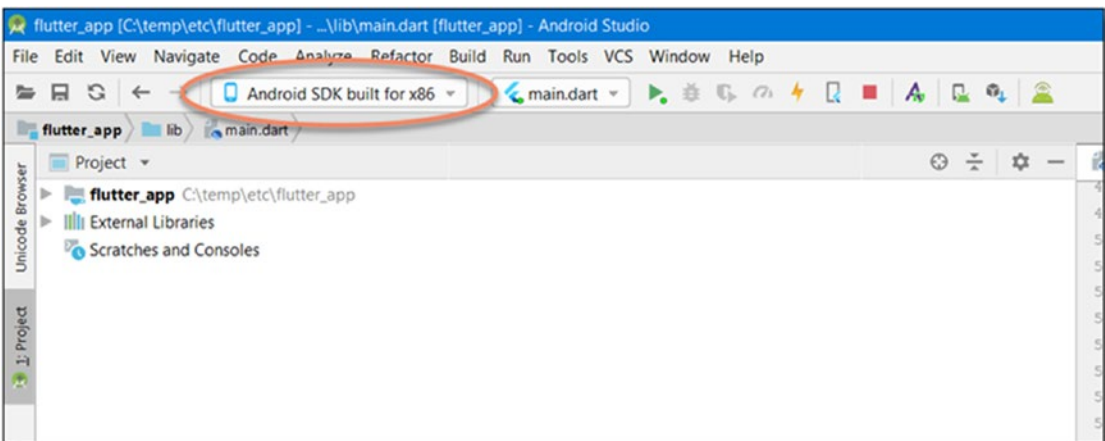 flutter_app [C:\temp\etc\flutter_app] - ...\lib\main.dart [flutter_app] - Android Studio
File Edit View Navigate Code Analyze Refactor Build Run Tools VCS Window Help
Android SDK built for x86 main.dart
flutter_app lib main.dart
Project
flutter_app C:\temp\etc\flutter_app
External Libraries
Scratches and Consoles
Unicode Browser
1: Project